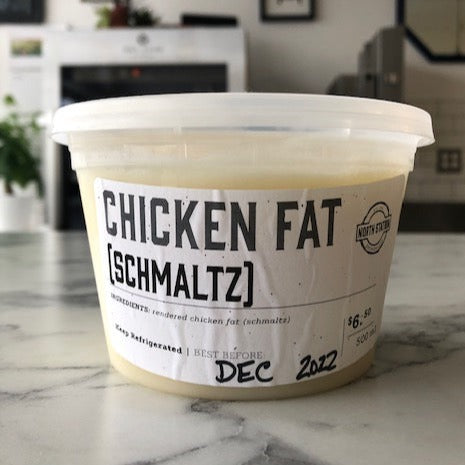 CHICKEN FAT
(SCHMALTZ)
NORTH STATION
INGREDIENTS: rendered chicken fat (schmaltz)
$6.50
500 ml
Keep Refrigerated | BEST BEFORE:
DEC 2022